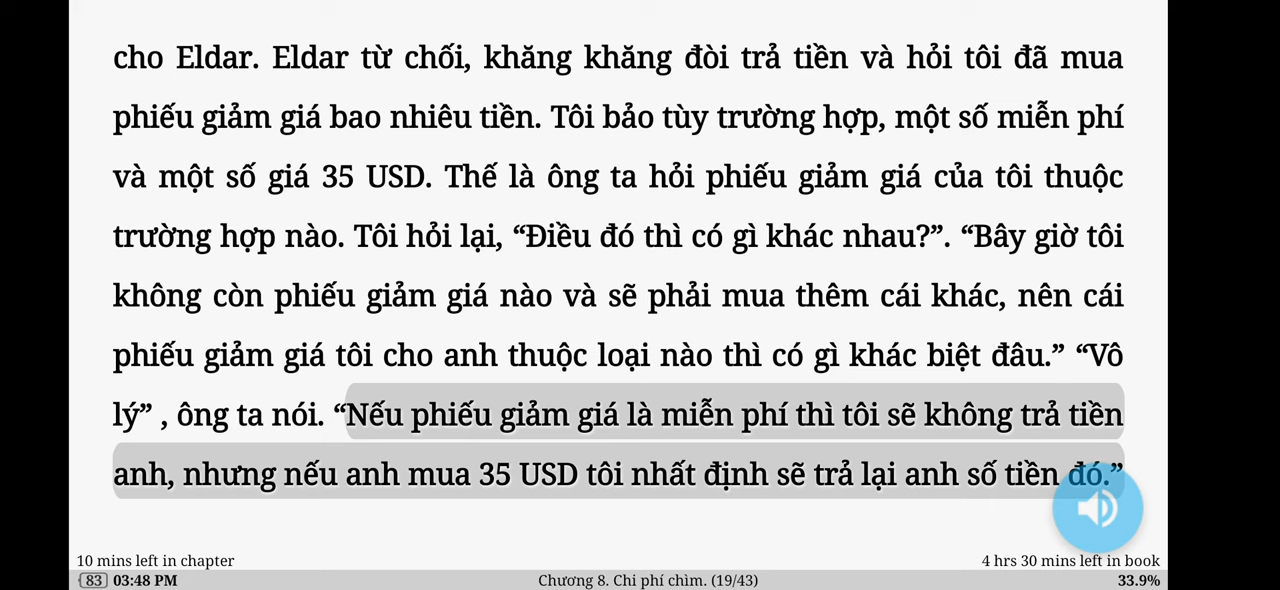 cho Eldar. Eldar từ chối, khăng khăng đòi trả tiền và hỏi tôi đã mua
phiếu giảm giá bao nhiêu tiền. Tôi bảo tùy trường hợp, một số miễn phí
và một số giá 35 USD. Thế là ông ta hỏi phiếu giảm giá của tôi thuộc
trường hợp nào. Tôi hỏi lại, “Điều đó thì có gì khác nhau?”. “Bây giờ tôi
không còn phiếu giảm giá nào và sẽ phải mua thêm cái khác, nên cái
phiếu giảm giá tôi cho anh thuộc loại nào thì có gì khác biệt đâu.” “Vô
lý” , ông ta nói. “Nếu phiếu giảm giá là miễn phí thì tôi sẽ không trả tiền
anh, nhưng nếu anh mua 35 USD tôi nhất định sẽ trả lại anh số tiền đó.”
10 mins left in chapter 4 hrs 30 mins left in book
83 03:48 PM Chương 8. Chi phí chìm. (19/43) 33.9%